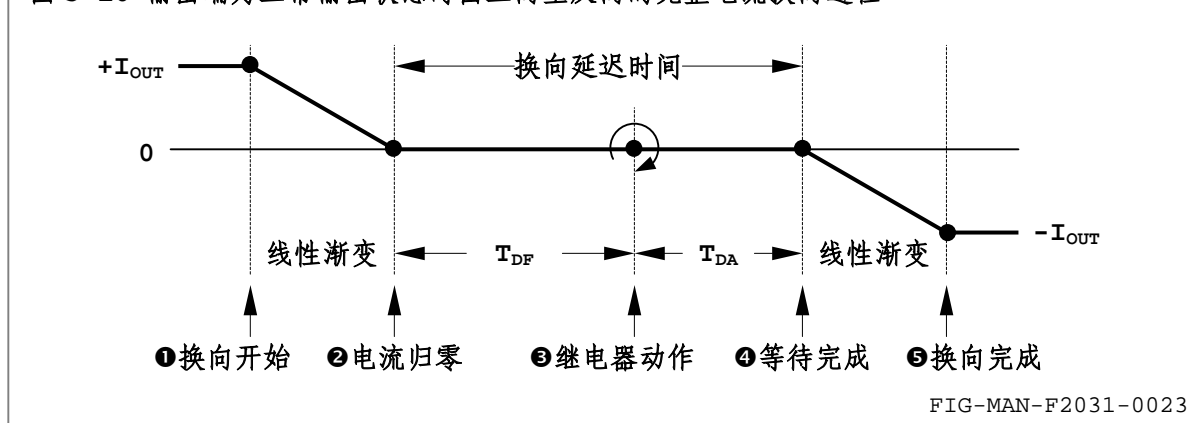 +IOUT
换向延迟时间
0
-IOUT
线性渐变
TDF
TDA
线性渐变
❶换向开始
❷电流归零
❸继电器动作
❹等待完成
❺换向完成
FIG-MAN-F2031-0023